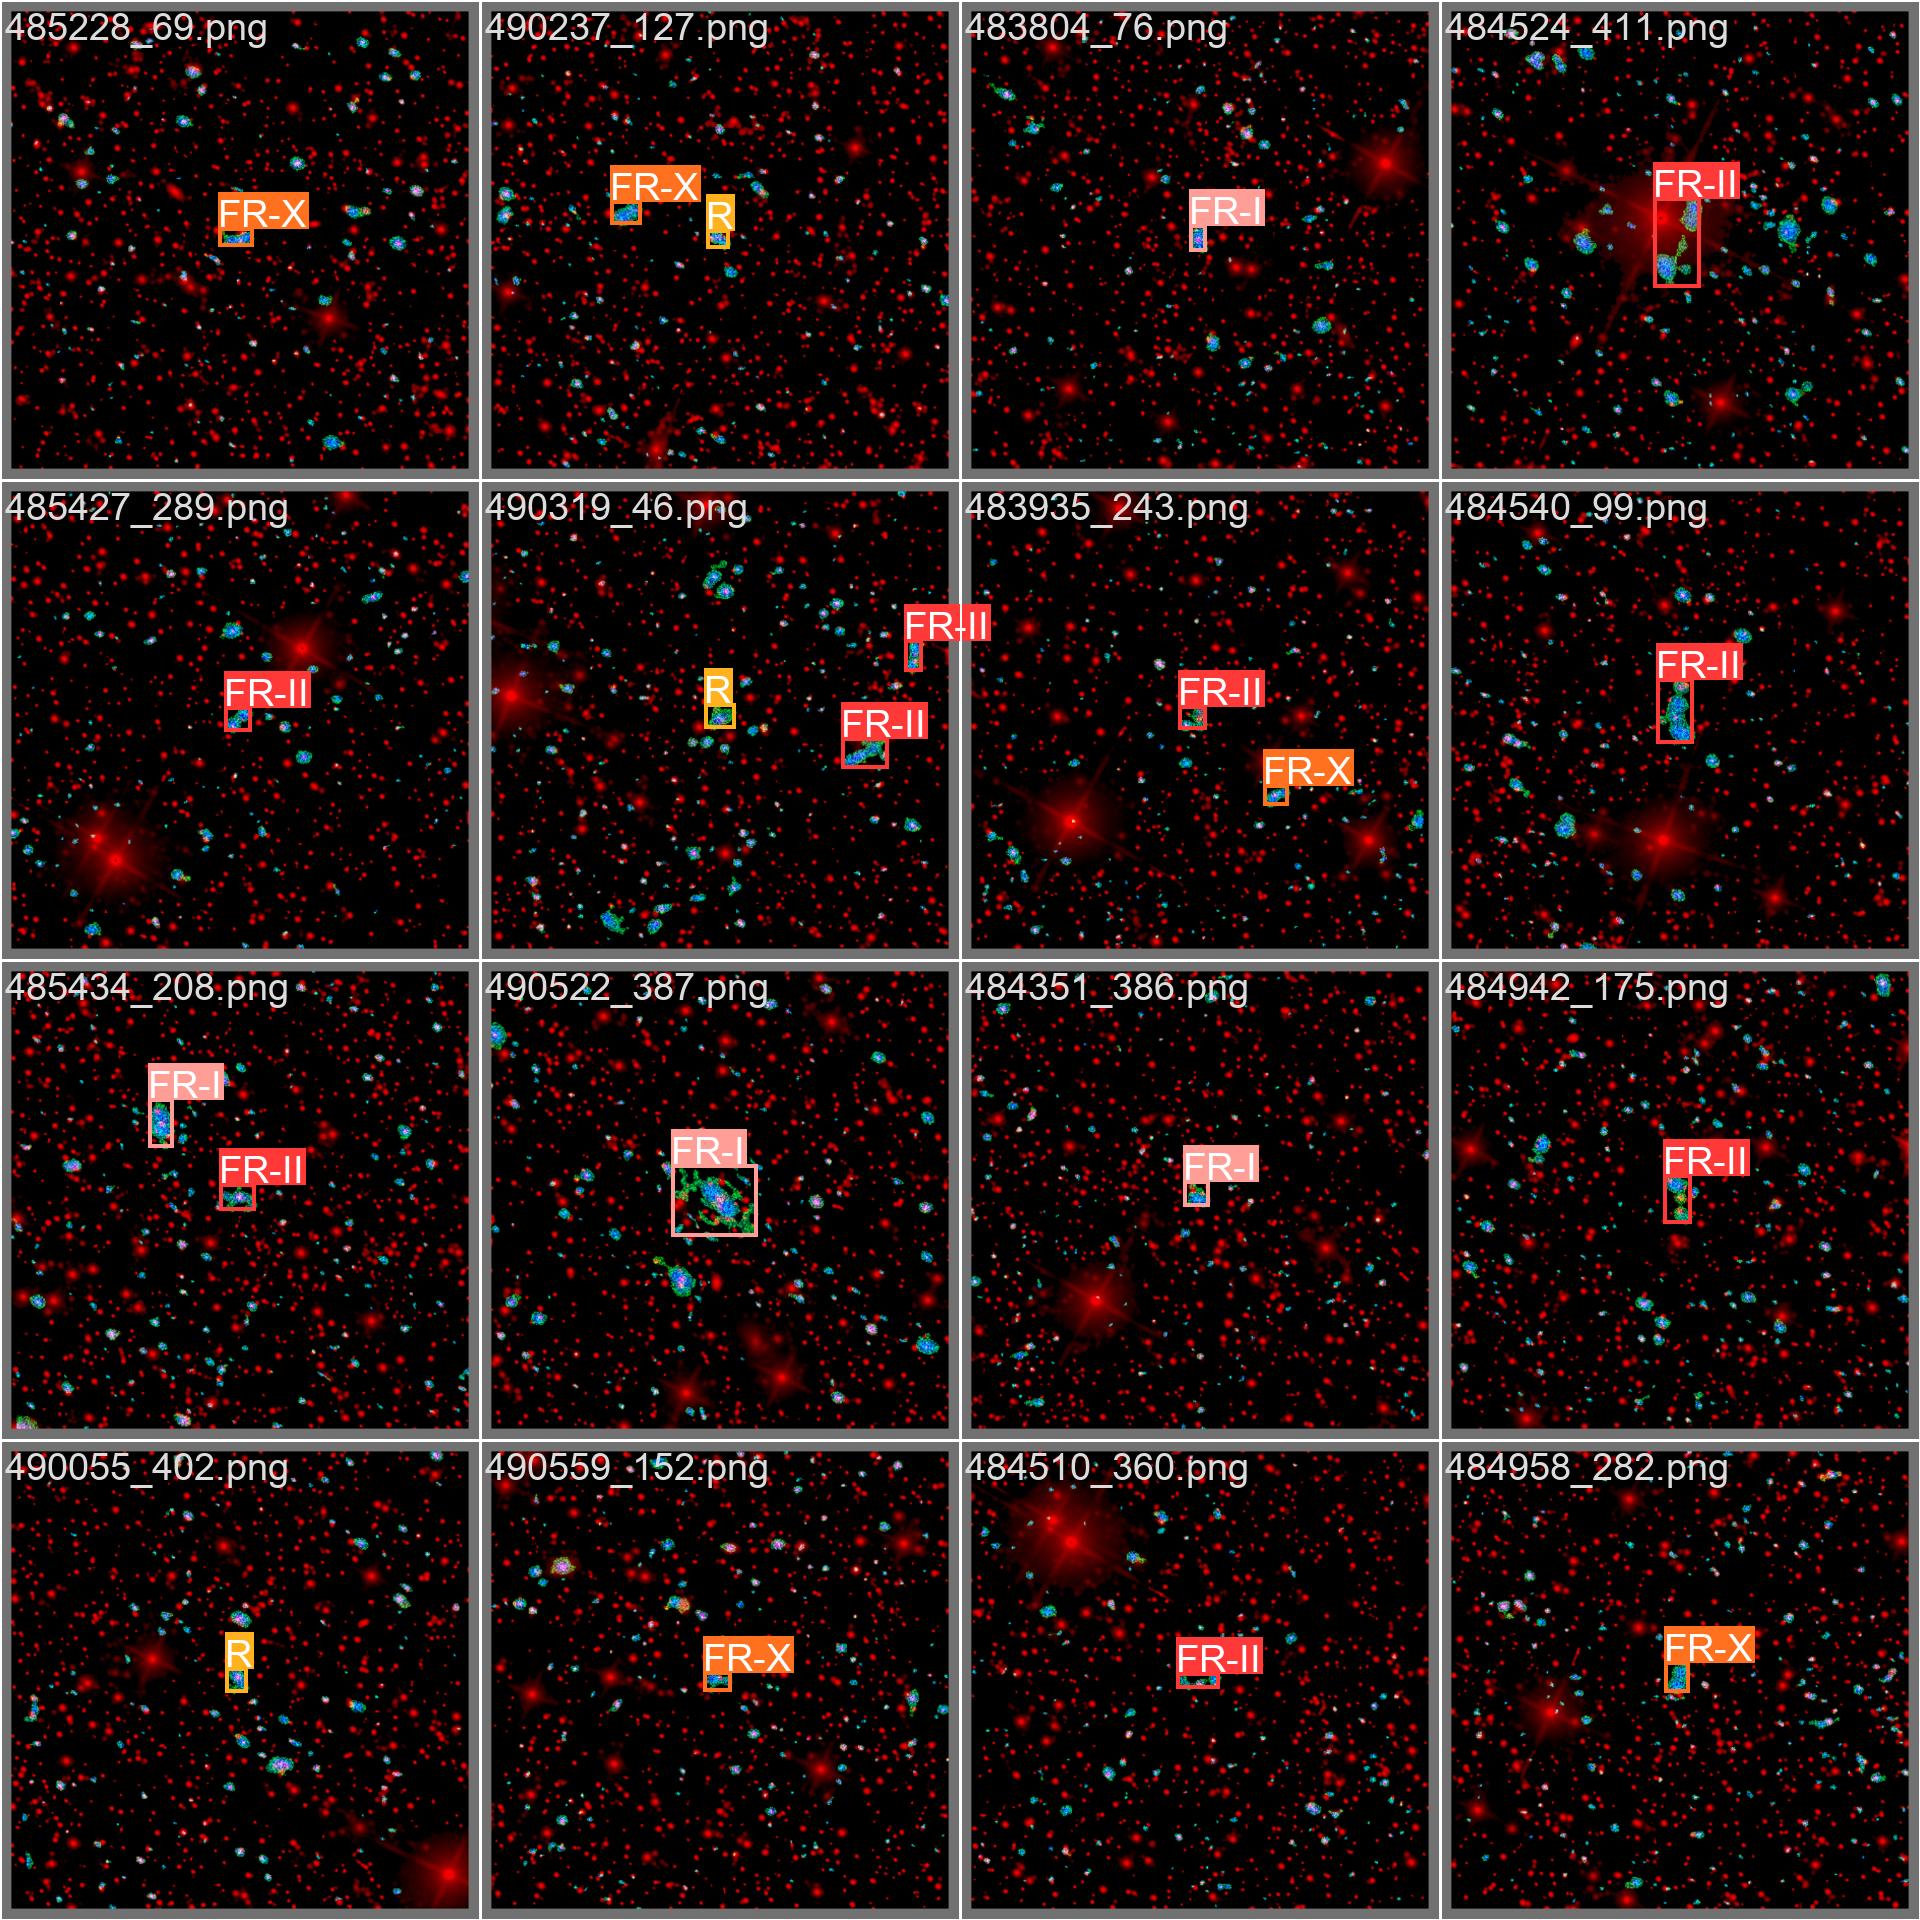 485228_69.png
FR-X
490237_127.png
FR-X
R
483804_76.png
FR-I
484524_411.png
FR-II
485427_289.png
FR-II
490319_46.png
FR-II
R
FR-II
483935_243.png
FR-II
FR-X
484540_99.png
FR-II
485434_208.png
FR-I
FR-II
490522_387.png
FR-I
484351_386.png
FR-I
484942_175.png
FR-II
490055_402.png
R
490559_152.png
FR-X
484510_360.png
FR-II
484958_282.png
FR-X